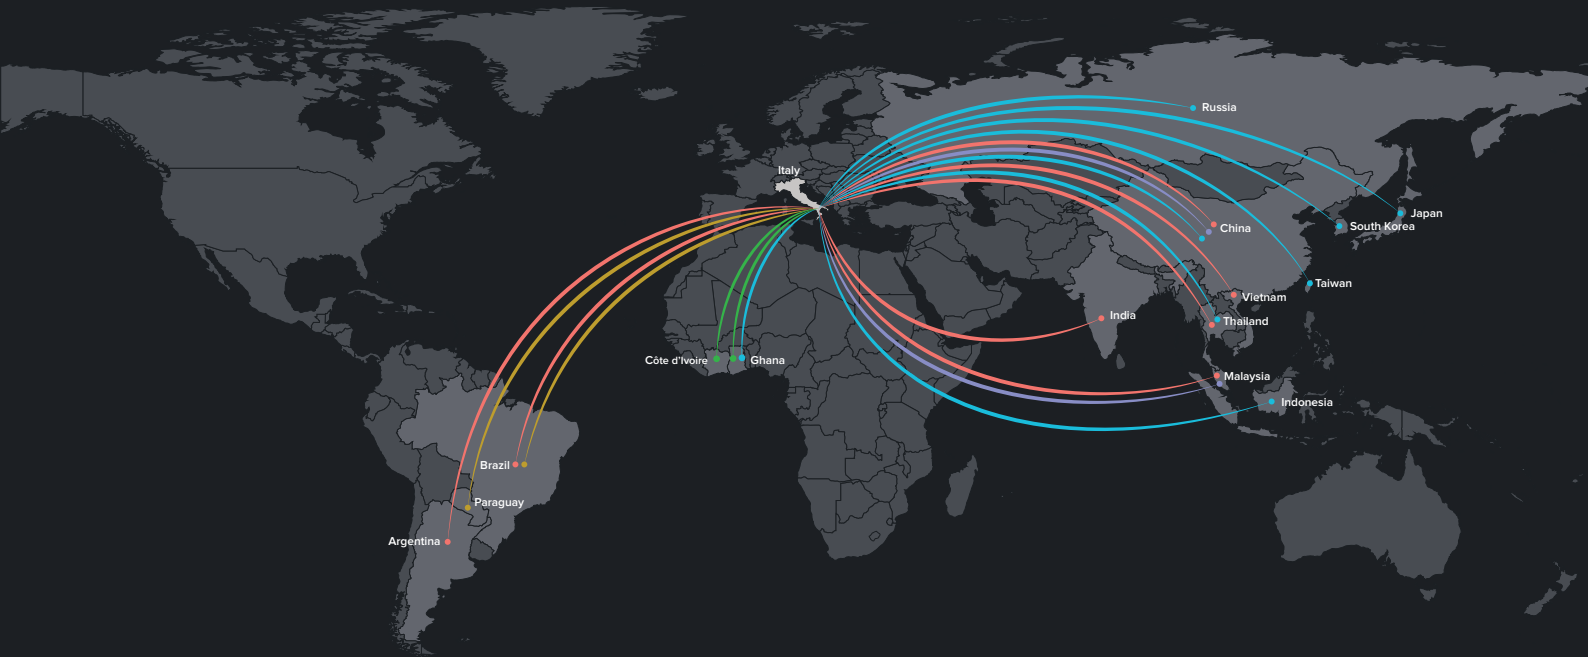 Russia
Italy
Japan
South Korea
China
Taiwan
Vietnam
India
Thailand
Côte d'Ivoire
Ghana
Malaysia
Indonesia
Brazil
Paraguay
Argentina